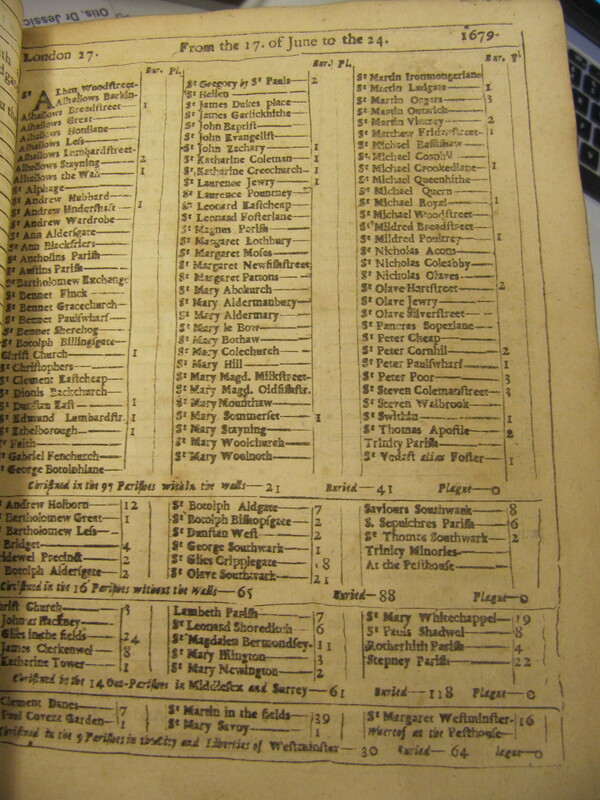 Otis, Dr Jessic
London 27.
From the 17. of June to the 24.
1679.
Bur. Pl.
St Alban Woodstreet-
Alhallows Barkin-
Alhallows Breadstreet— 1
Alhallows Great—
Alhallows Honilane-
Alhallows Less—
Alhallows Lumbardstreet-
Alhallows Stayning— 2
Alhallows the Wall— 1
St Alphage—
St Andrew Hubbard—
St Andrew Undershaft— 1
St Andrew Wardrobe—
St Ann Aldersgate—
St Ann Blackfriers—
St Antholins Parish—
St Austins Parish—
St Bartholomew Exchange
St Bennet Finck—
St Bennet Gracechurch—
St Bennet Paulswharf—
St Bennet Sherehog—
St Botolph Billingsgate—
Christ Church— 1
St Christophers—
St Clement Eastcheap—
St Dionis Backchurch—
St Dunstan East— 1
St Edmund Lumbardstr. 1
St Ethelborough— 1
St Faith—
St Gabriel Fenchurch—
St George Botolphlane—
Bur. Pl.
St Gregory by St Pauls— 2
St Hellen—
St James Dukes place—
St James Garlickhithe—
St John Baptist—
St John Evangelist—
St John Zachary— 1
St Katharine Coleman— 1
St Katharine Creechurch— 1
St Laurence Jewry— 1
St Laurence Pountney—
St Leonard Eastcheap—
St Leonard Fosterlane—
St Magnus Parish—
St Margaret Lothbury—
St Margaret Moses—
St Margaret Newfishstreet
St Margaret Pattons—
St Mary Abchurch—
St Mary Aldermanbury—
St Mary Aldermary—
St Mary le Bow—
St Mary Bothaw—
St Mary Colechurch—
St Mary Hill—
St Mary Magd. Milkstreet-
St Mary Magd. Oldfishstr.
St Mary Mounthaw—
St Mary Sommerset— 1
St Mary Stayning—
St Mary Woolchurch—
St Mary Woolnoth—
Bur. P
St Martin Ironmongerlane
St Martin Ludgate— 1
St Martin Orgars— 3
St Martin Outwich—
St Martin Vintrey— 2
St Matthew Fridaystreet— 1
St Michael Bassishaw—
St Michael Cornhil—
St Michael Crookedlane— 1
St Michael Queenhithe—
St Michael Quern—
St Michael Royal— 1
St Michael Woodstreet—
St Mildred Breadstreet—
St Mildred Poultrey— 1
St Nicholas Acons—
St Nicholas Coleabby—
St Nicholas Olaves—
St Olave Hartstreet— 2
St Olave Jewry—
St Olave Silverstreet—
St Pancras Soperlane—
St Peter Cheap—
St Peter Cornhil— 2
St Peter Paulswharf— 1
St Peter Poor— 3
St Steven Colemanstreet— 3
St Steven Walbrook—
St Swithin— 1
St Thomas Apostle— 2
Trinity Parish—
St Vedast alias Foster— 1
Christned in the 97 Parishes within the walls— 21 Buried— 41 Plague— 0
Andrew Holborn— 12
Bartholomew Great— 1
Bartholomew Less—
Bridget— 4
Bridewel Precinct— 2
Botolph Aldersgate— 2
St Botolph Aldgate— 7
St Botolph Bishopsgate— 2
St Dunstan West— 2
St George Southwark— 1
St Giles Cripplegate— 8
St Olave Southwark— 21
Saviours Southwark— 8
S. Sepulchres Parish— 6
St Thomas Southwark— 2
Trinity Minories—
At the Pesthouse—
Christned in the 16 Parishes without the Walls— 65 Buried— 88 Plague— 0
Christ Church— 3
John at Hackney—
Giles in the fields— 24
James Clerkenwel— 8
Katharine Tower— 1
Lambeth Parish— 7
St Leonard Shoreditch— 6
St Magdalen Bermondsey- 11
St Mary Islington— 3
St Mary Newington— 2
St Mary Whitechappel— 19
St Pauls Shadwel— 8
Rotherhith Parish— 4
Stepney Parish— 22
Christned in the 14 Out-Parishes in Middlesex and Surrey— 61 Buried— 118 Plague— 0
Clement Danes— 7
Paul Covent Garden— 1
St Martin in the fields— 39
St Mary Savoy— 1
St Margaret Westminster- 16
Whereof at the Pesthouse—
Christned in the 5 Parishes in the City and Liberties of Westminster— 30 Buried— 64 Plague— 0